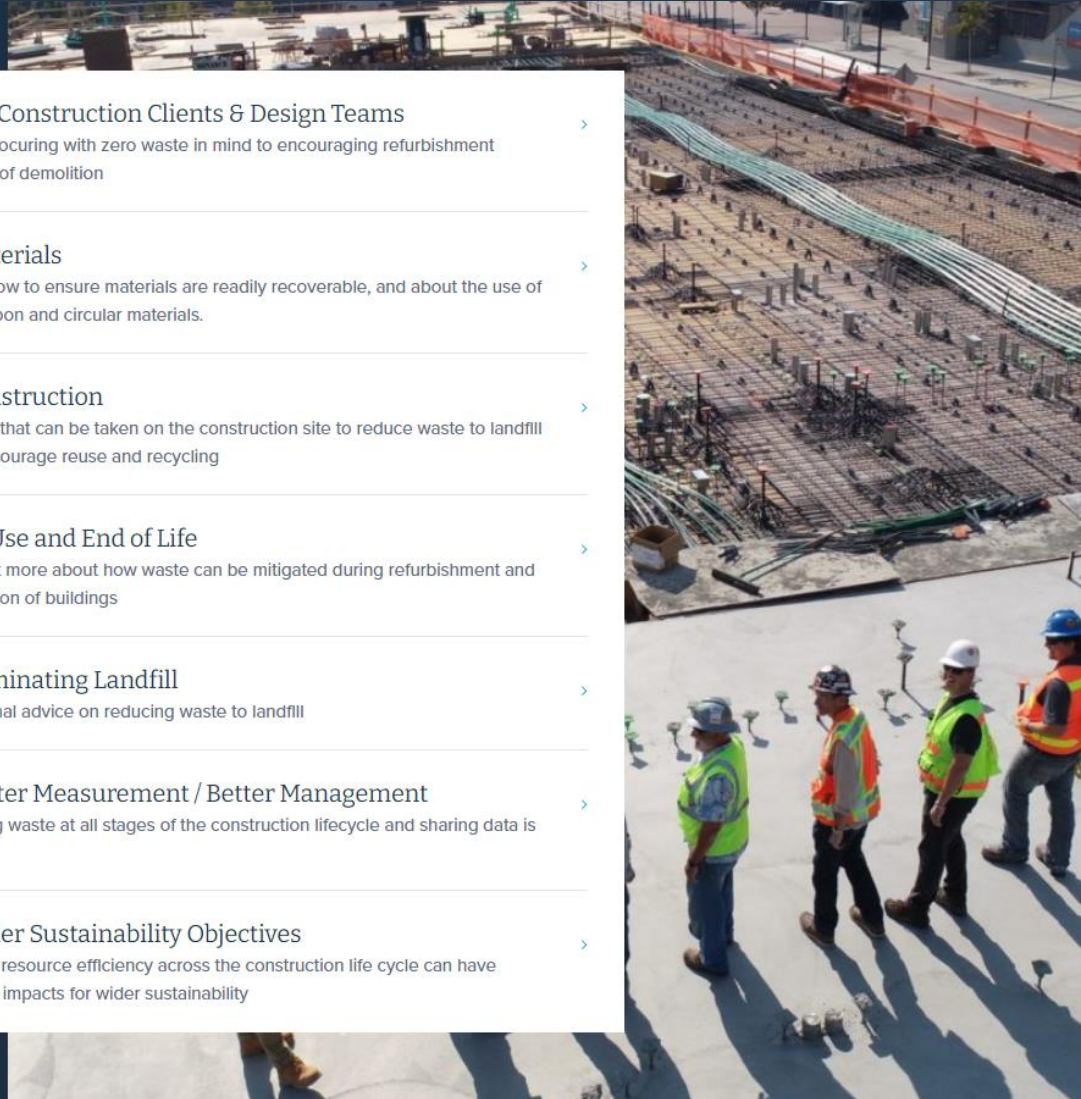 Construction Clients & Design Teams
ocuring with zero waste in mind to encouraging refurbishment
of demolition
erials
ow to ensure materials are readily recoverable, and about the use of
bon and circular materials.
struction
that can be taken on the construction site to reduce waste to landfill
ourage reuse and recycling
Use and End of Life
t more about how waste can be mitigated during refurbishment and
on of buildings
minating Landfill
nal advice on reducing waste to landfill
ter Measurement / Better Management
g waste at all stages of the construction lifecycle and sharing data is
er Sustainability Objectives
resource efficiency across the construction life cycle can have
impacts for wider sustainability